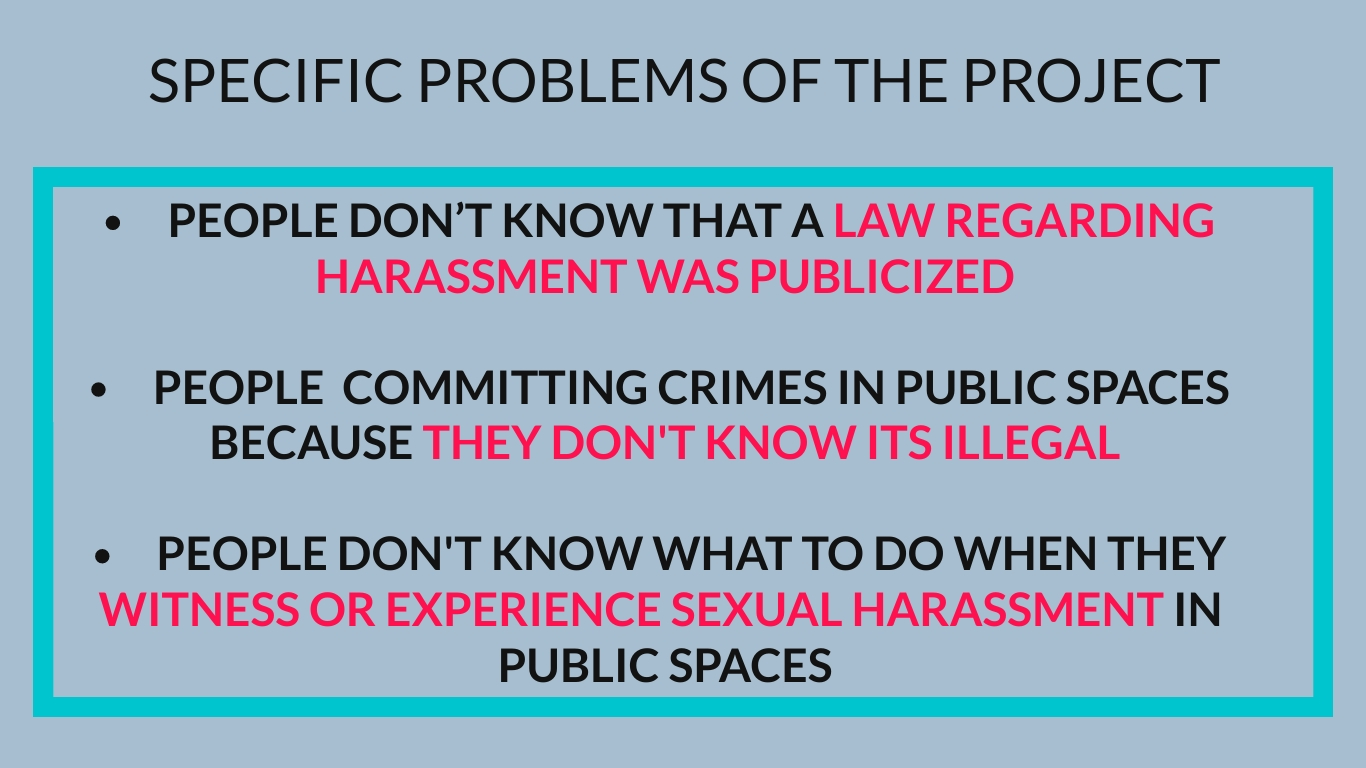 SPECIFIC PROBLEMS OF THE PROJECT
• PEOPLE DON’T KNOW THAT A LAW REGARDING
HARASSMENT WAS PUBLICIZED
• PEOPLE  COMMITTING CRIMES IN PUBLIC SPACES
BECAUSE THEY DON'T KNOW ITS ILLEGAL
• PEOPLE DON'T KNOW WHAT TO DO WHEN THEY
WITNESS OR EXPERIENCE SEXUAL HARASSMENT IN
PUBLIC SPACES